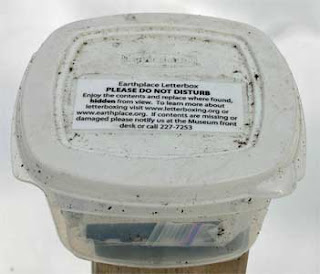 Earthplace Letterbox
PLEASE DO NOT DISTURB
Enjoy the contents and replace where found,
hidden from view. To learn more about
letterboxing visit www.letterboxing.org or
www.earthplace.org. If contents are missing or
damaged please notify us at the Museum front
desk or call 227-7253